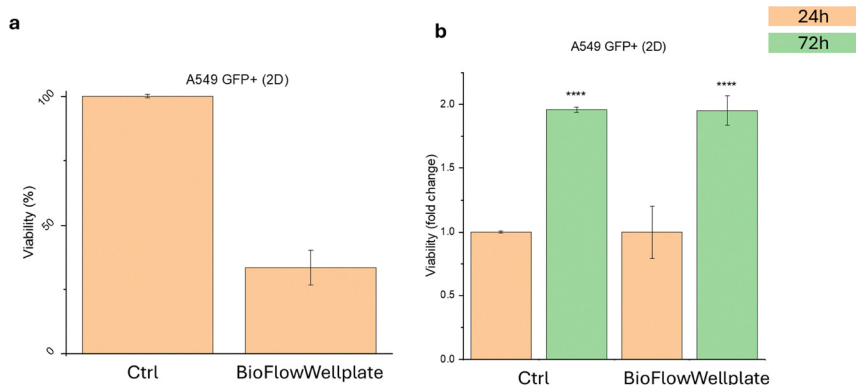 a
A549 GFP+ (2D)
Viability (%)
100
50
0
Ctrl
BioFlowWellplate
b
24h
72h
A549 GFP+ (2D)
Viability (fold change)
2.0
1.5
1.0
0.5
0.0
****
****
Ctrl
BioFlowWellplate